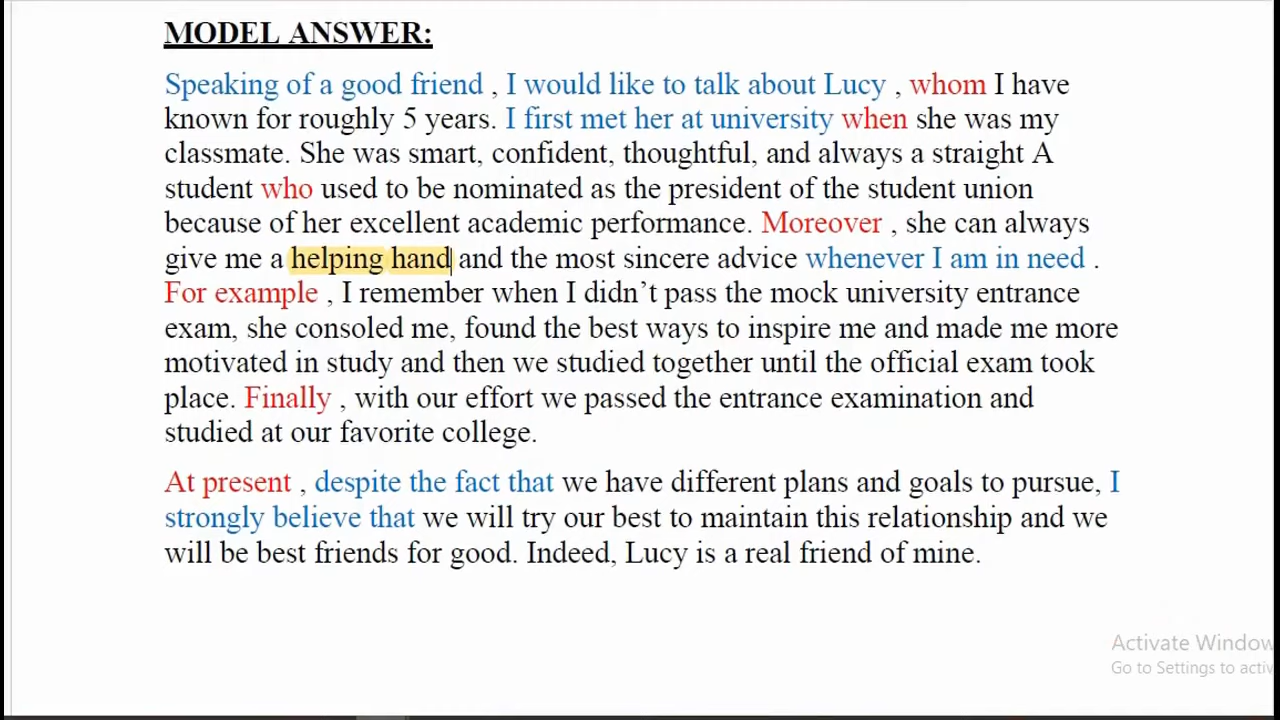 MODEL ANSWER:
Speaking of a good friend , I would like to talk about Lucy , whom I have
known for roughly 5 years. I first met her at university when she was my
classmate. She was smart, confident, thoughtful, and always a straight A
student who used to be nominated as the president of the student union
because of her excellent academic performance. Moreover , she can always
give me a helping hand and the most sincere advice whenever I am in need .
For example , I remember when I didn’t pass the mock university entrance
exam, she consoled me, found the best ways to inspire me and made me more
motivated in study and then we studied together until the official exam took
place. Finally , with our effort we passed the entrance examination and
studied at our favorite college.
At present , despite the fact that we have different plans and goals to pursue, I
strongly believe that we will try our best to maintain this relationship and we
will be best friends for good. Indeed, Lucy is a real friend of mine.
Activate Window
Go to Settings to activ